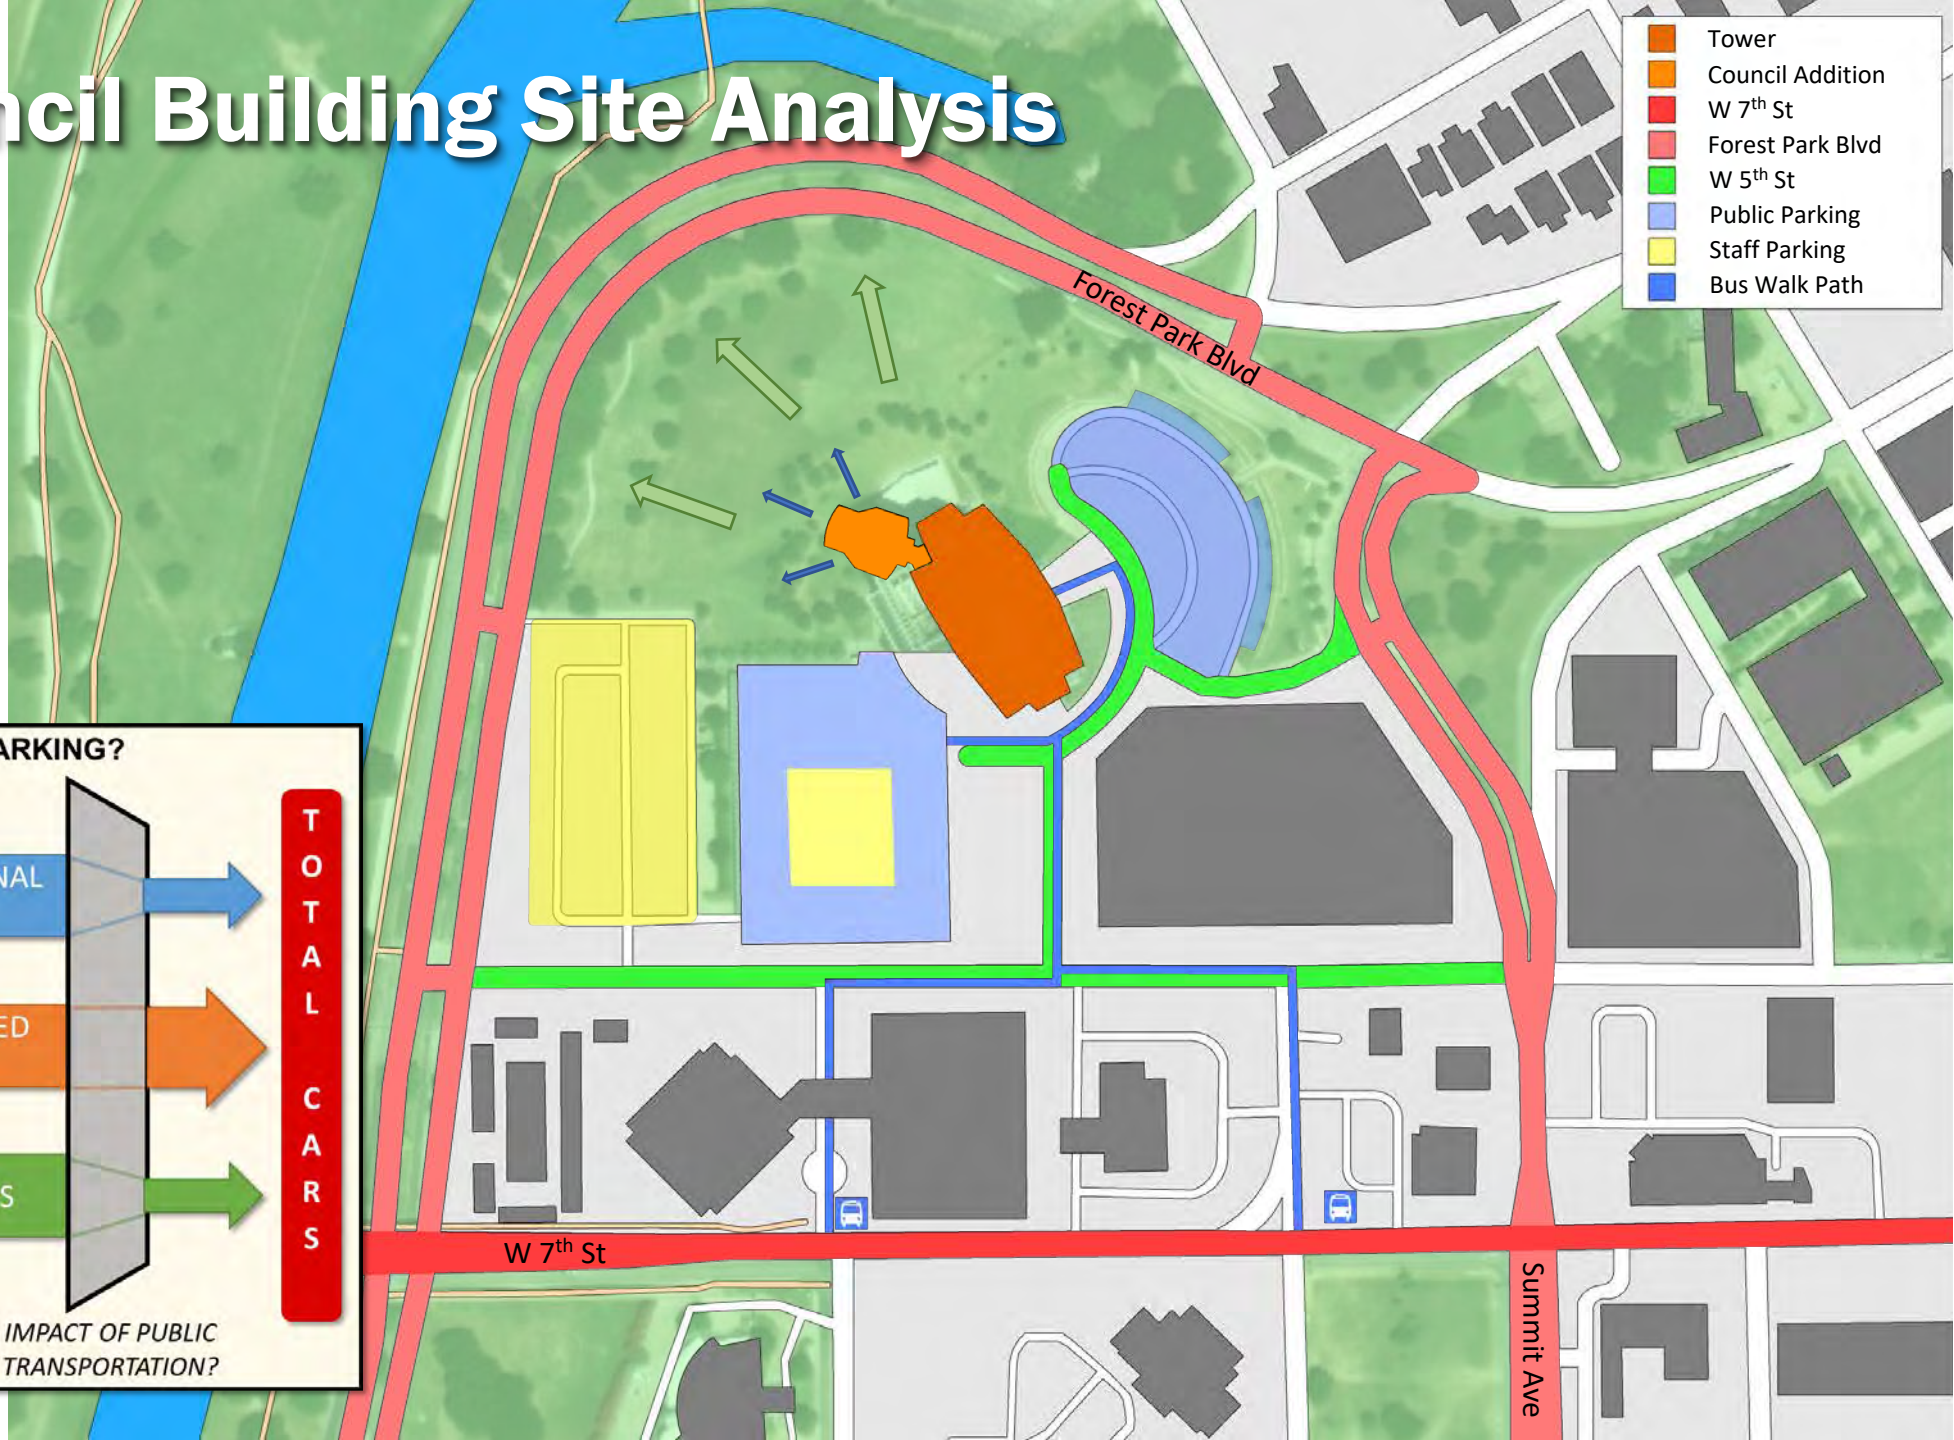 ncil Building Site Analysis
Tower
Council Addition
W 7th St
Forest Park Blvd
W 5th St
Public Parking
Staff Parking
Bus Walk Path
Forest Park Blvd
ARKING?
NAL
ED
S
TOTAL CARS
IMPACT OF PUBLIC
TRANSPORTATION?
W 7th St
Summit Ave